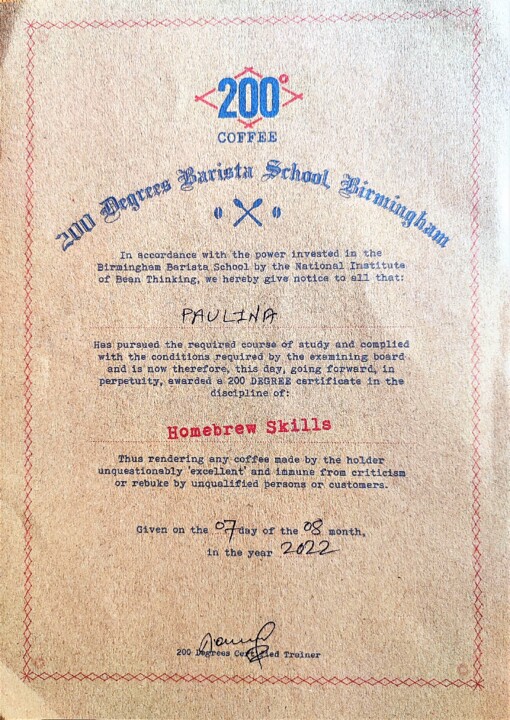 200°
COFFEE
200 Degrees Barista School, Birmingham
In accordance with the power invested in the
Birmingham Barista School by the National Institute
of Bean Thinking, we hereby give notice to all that:
PAULINA
Has pursued the required course of study and complied
with the conditions required by the examining board
and is now therefore, this day, going forward, in
perpetuity, awarded a 200 DEGREE certificate in the
discipline of:
Homebrew Skills
Thus rendering any coffee made by the holder
unquestionably 'excellent' and immune from criticism
or rebuke by unqualified persons or customers.
Given on the 07 day of the 08 month,
in the year 2022
200 Degrees Certified Trainer